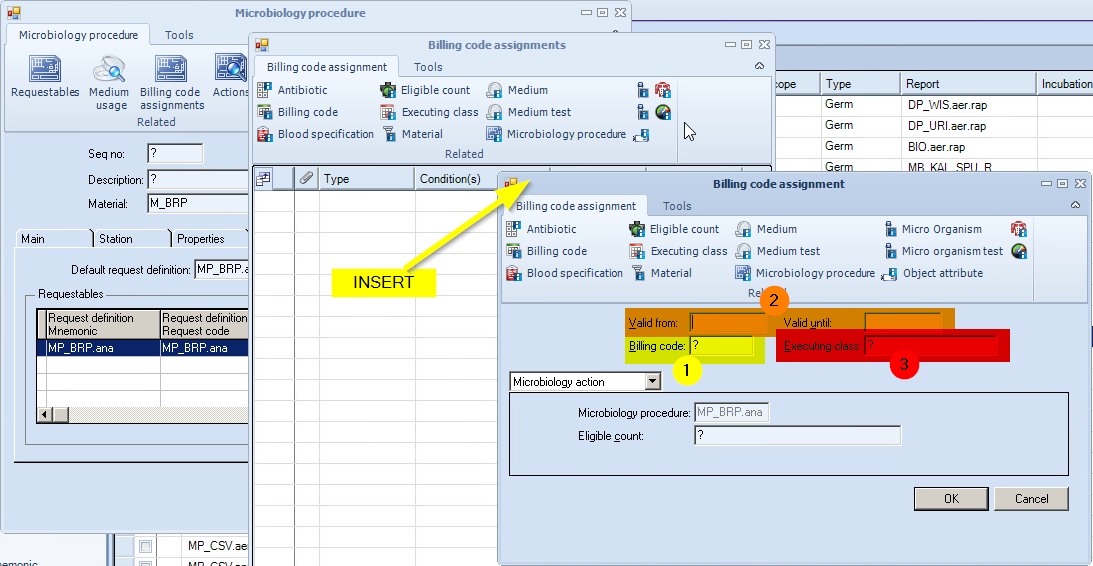 Microbiology procedure
Microbiology procedure Tools
Requestables Medium usage Billing code assignments Actions
Related
Seq no: ?
Description: ?
Material: M_BRP
Main Station Properties
Default request definition: MP_BRP.a
Requestables
Request definition Mnemonic Request definition Request code
MP_BRP.ana MP_BRP.ana
Billing code assignments
Billing code assignment Tools
Antibiotic Eligible count Medium
Billing code Executing class Medium test
Blood specification Material Microbiology procedure
Related
Type Condition(s)
INSERT
cope Type Report Incubation
Germ DP_WIS.aer.rap
Germ DP_URI.aer.rap
Germ BIO.aer.rap
Germ MB_KAL_SPU_R
Billing code assignment
Billing code assignment Tools
Antibiotic Eligible count Medium Micro Organism
Billing code Executing class Medium test Micro organism test
Blood specification Material Microbiology procedure Object attribute
2
Valid from: Valid until:
Billing code: ? Executing class: ?
1 3
Microbiology action
Microbiology procedure: MP_BRP.ana
Eligible count: ?
OK Cancel
MP_CSV.ae